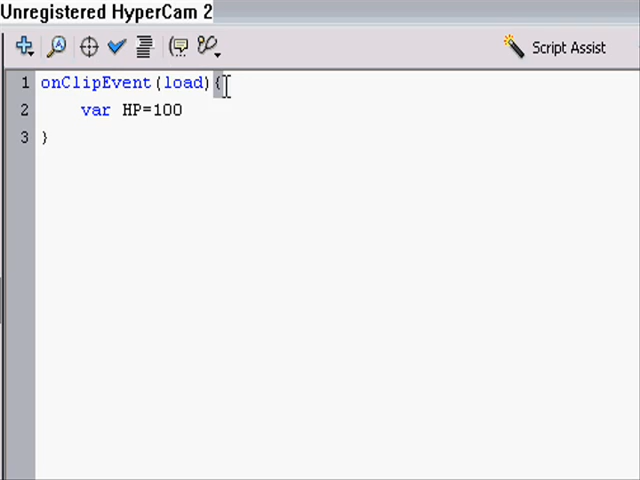 Unregistered HyperCam 2
Script Assist
1 onClipEvent(load){
2 var HP=100
3 }